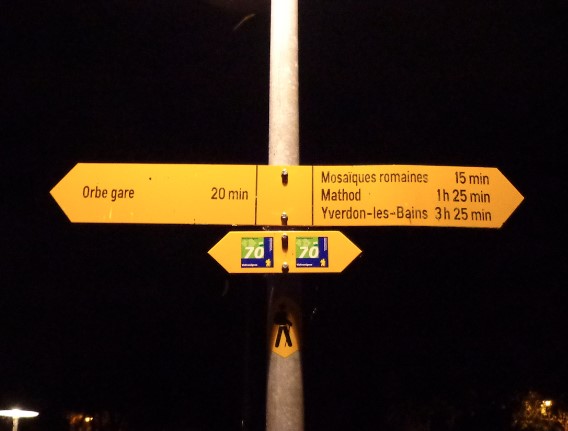 Orbe gare 20 min
Mosaïques romaines 15 min
Mathod 1h 25 min
Yverdon-les-Bains 3h 25 min
70
70